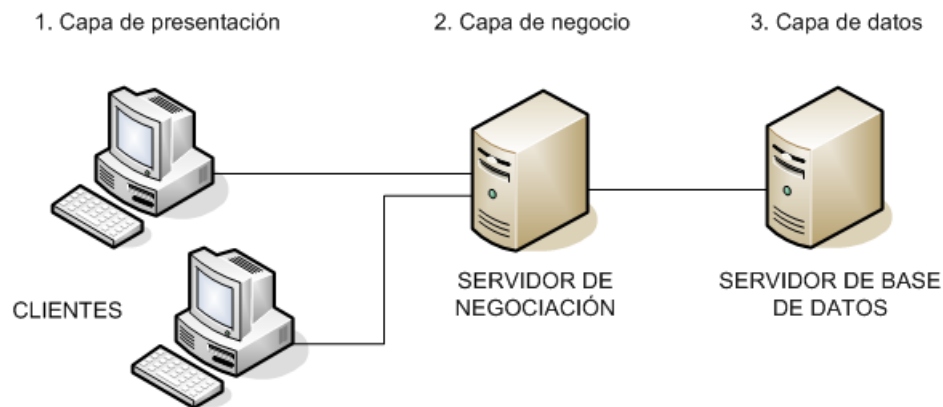 1. Capa de presentación
2. Capa de negocio
3. Capa de datos
CLIENTES
SERVIDOR DE
NEGOCIACIÓN
SERVIDOR DE BASE
DE DATOS